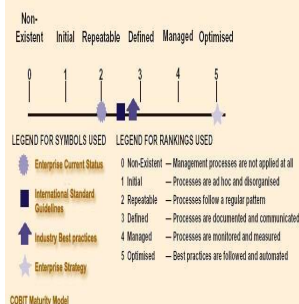 Non-
Existent Initial Repeatable Defined Managed Optimised
0 1 2 3 4 5
LEGEND FOR SYMBOLS USED LEGEND FOR RANKINGS USED
Enterprise Current Status
International Standard
Guidelines
Industry Best practices
Enterprise Strategy
0 Non-Existent — Management processes are not applied at all
1 Initial — Processes are ad hoc and disorganised
2 Repeatable — Processes follow a regular pattern
3 Defined — Processes are documented and communicated
4 Managed — Processes are monitored and measured
5 Optimised — Best practices are followed and automated
COBIT Maturity Model